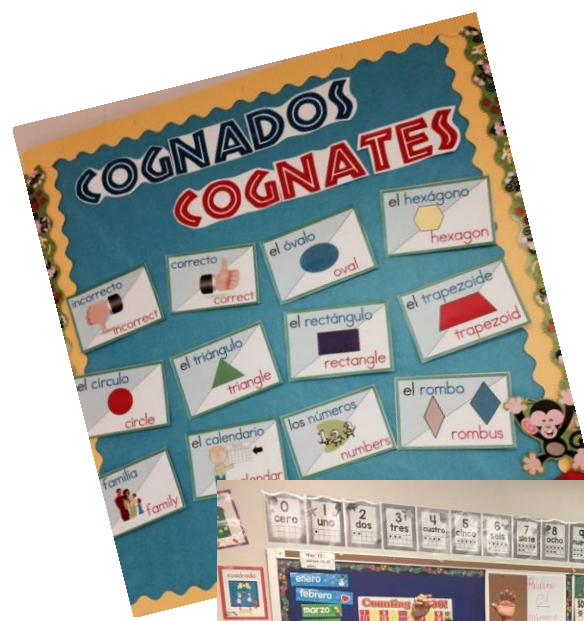 COGNADOS
COGNATES
incorrecto
incorrect
correcto
correct
el óvalo
oval
el hexágono
hexagon
el círculo
circle
el triángulo
triangle
el rectángulo
rectangle
el trapezoide
trapezoid
familia
family
el calendario
los números
numbers
el rombo
rombus
0 1 2 3 4 5 6 7 8
cero uno dos tres cuatro cinco seis siete ocho
cuadrado
enero
febrero
marzo
Counting